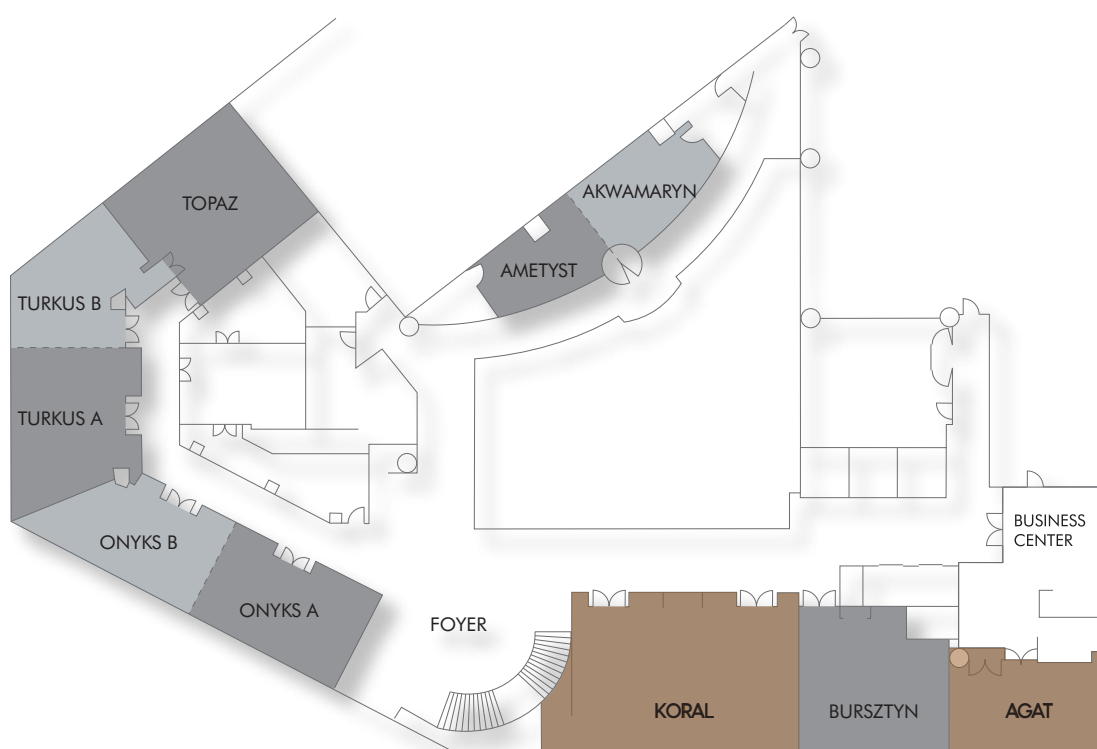 TOPAZ
AKWAMARYN
AMETYST
TURKUS B
TURKUS A
ONYKS B
ONYKS A
FOYER
BUSINESS
CENTER
KORAL
BURSZTYN
AGAT